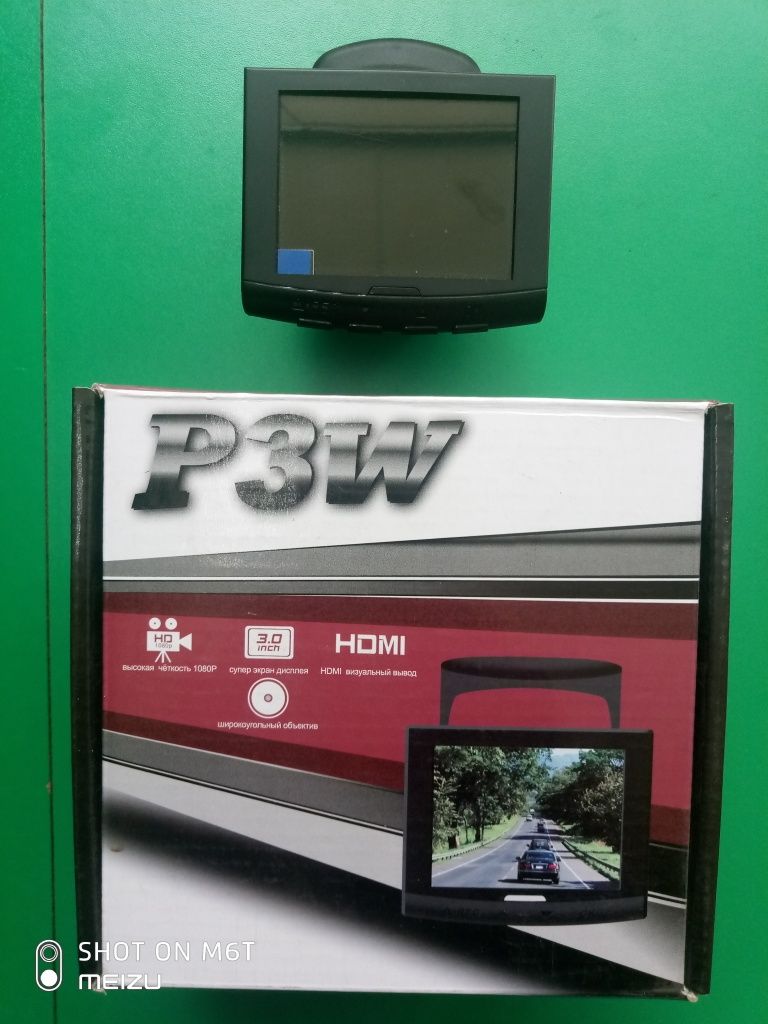 P3W
HD
1080p
3.0
inch
HDMI
высокая чёткость 1080P
супер экран дисплея
HDMI визуальный вывод
широкоугольный объектив
SHOT ON M6T
MEIZU